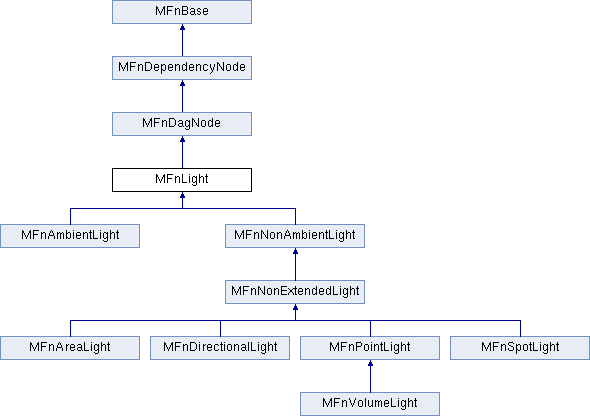 MFnBase
MFnDependencyNode
MFnDagNode
MFnLight
MFnAmbientLight
MFnNonAmbientLight
MFnNonExtendedLight
MFnAreaLight
MFnDirectionalLight
MFnPointLight
MFnSpotLight
MFnVolumeLight